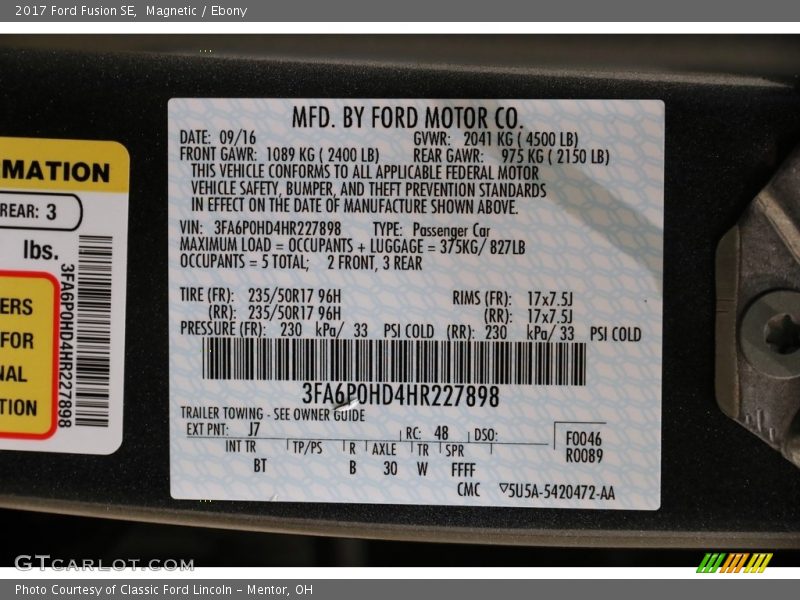 2017 Ford Fusion SE, Magnetic / Ebony
MFD. BY FORD MOTOR CO.
DATE: 09/16 GVWR: 2041 KG ( 4500 LB)
FRONT GAWR: 1089 KG ( 2400 LB) REAR GAWR: 975 KG ( 2150 LB)
THIS VEHICLE CONFORMS TO ALL APPLICABLE FEDERAL MOTOR
VEHICLE SAFETY, BUMPER, AND THEFT PREVENTION STANDARDS
IN EFFECT ON THE DATE OF MANUFACTURE SHOWN ABOVE.
VIN: 3FA6P0HD4HR227898 TYPE: Passenger Car
MAXIMUM LOAD = OCCUPANTS + LUGGAGE = 375KG/ 827LB
OCCUPANTS = 5 TOTAL; 2 FRONT, 3 REAR
TIRE (FR): 235/50R17 96H RIMS (FR): 17x7.5J
(RR): 235/50R17 96H (RR): 17x7.5J
PRESSURE (FR): 230 kPa/ 33 PSI COLD (RR): 230 kPa/ 33 PSI COLD
3FA6P0HD4HR227898
TRAILER TOWING - SEE OWNER GUIDE
EXT PNT: J7 RC: 48 DSO: F0046
INT TR TP/PS R AXLE TR SPR R0089
BT B 30 W FFFF
CMC ▽5U5A-5420472-AA
RMATION
REAR: 3
lbs.
3FA6P0HD4HR227898
ERS
FOR
NAL
TION
GTCARLOT.COM
Photo Courtesy of Classic Ford Lincoln - Mentor, OH